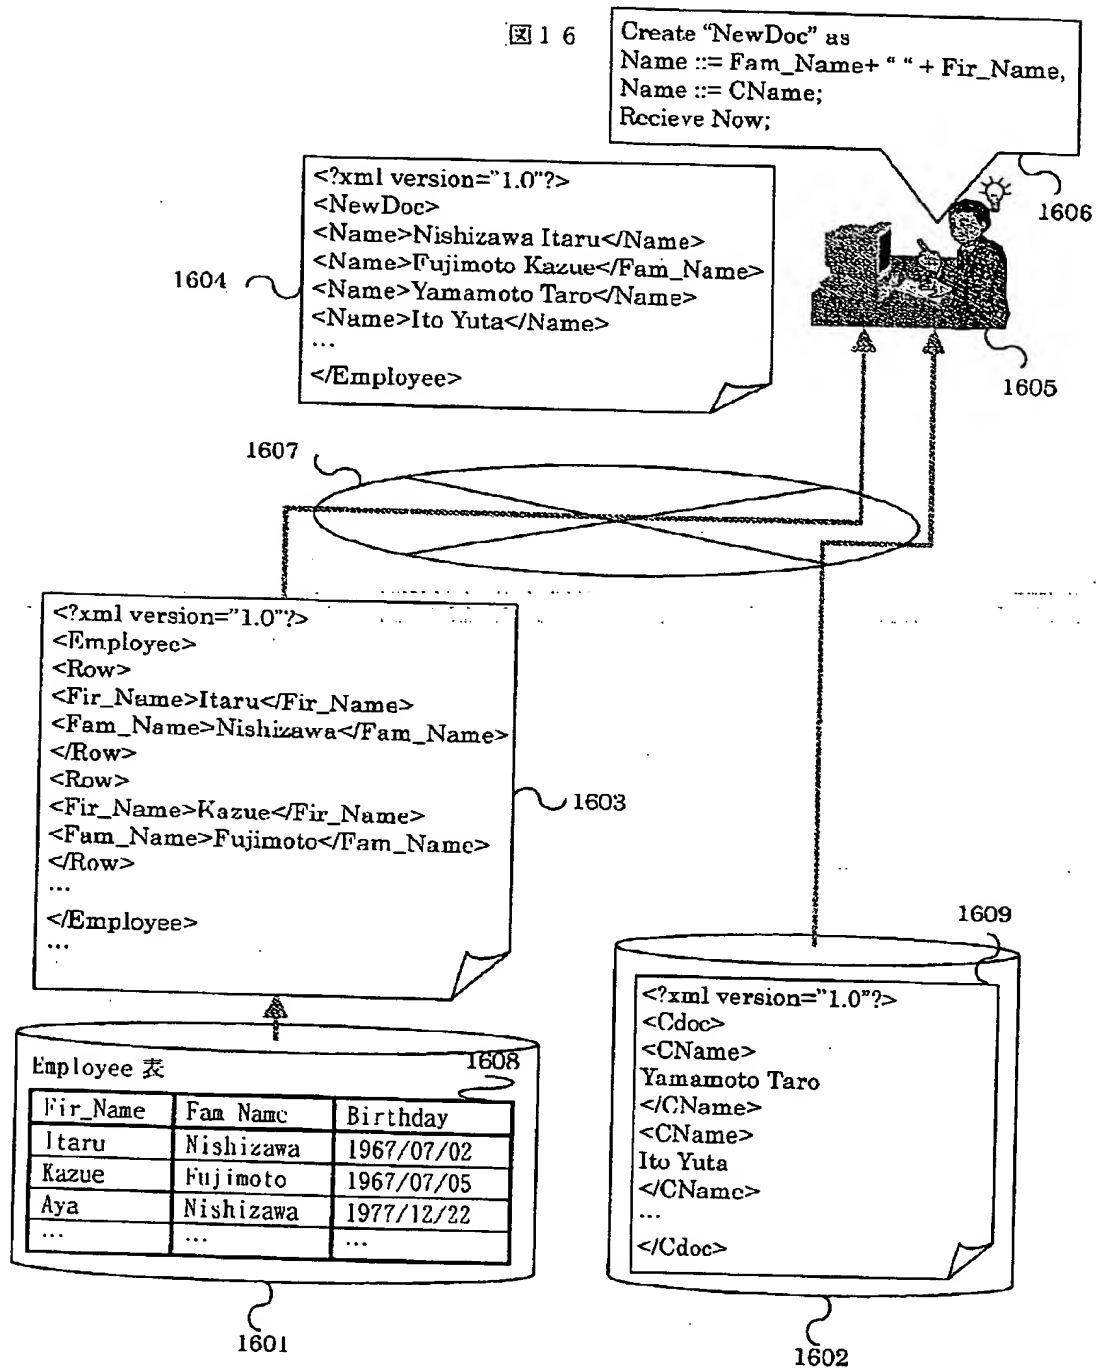 図16
Create “NewDoc” as
Name ::= Fam_Name+ “ “ + Fir_Name,
Name ::= CName;
Recieve Now;
1606
<?xml version="1.0"?>
<NewDoc>
<Name>Nishizawa Itaru</Name>
<Name>Fujimoto Kazue</Fam_Name>
<Name>Yamamoto Taro</Name>
<Name>Ito Yuta</Name>
...
</Employee>
1604
1605
1607
<?xml version="1.0"?>
<Employee>
<Row>
<Fir_Name>Itaru</Fir_Name>
<Fam_Name>Nishizawa</Fam_Name>
</Row>
<Row>
<Fir_Name>Kazue</Fir_Name>
<Fam_Name>Fujimoto</Fam_Name>
</Row>
...
</Employee>
...
1603
Employee 表
1608
Fir_Name Fam Name Birthday
Itaru Nishizawa 1967/07/02
Kazue Fujimoto 1967/07/05
Aya Nishizawa 1977/12/22
... ... ...
1601
1609
<?xml version="1.0"?>
<Cdoc>
<CName>
Yamamoto Taro
</CName>
<CName>
Ito Yuta
</CName>
...
</Cdoc>
1602